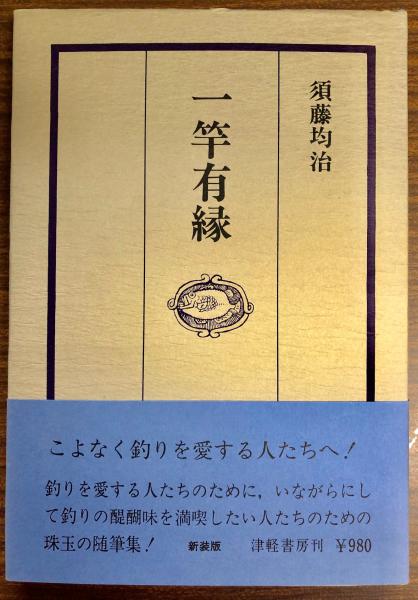 須藤均治
一竿有縁
こよなく釣りを愛する人たちへ!
釣りを愛する人たちのために，いながらにし
て釣りの醍醐味を満喫したい人たちのための
珠玉の随筆集! 新装版 津軽書房刊 ¥980